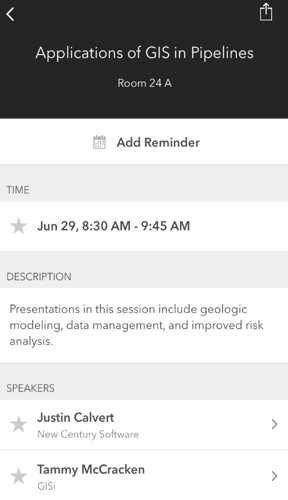 Applications of GIS in Pipelines
Room 24 A
Add Reminder
TIME
Jun 29, 8:30 AM - 9:45 AM
DESCRIPTION
Presentations in this session include geologic
modeling, data management, and improved risk
analysis.
SPEAKERS
Justin Calvert
New Century Software
Tammy McCracken
GISi